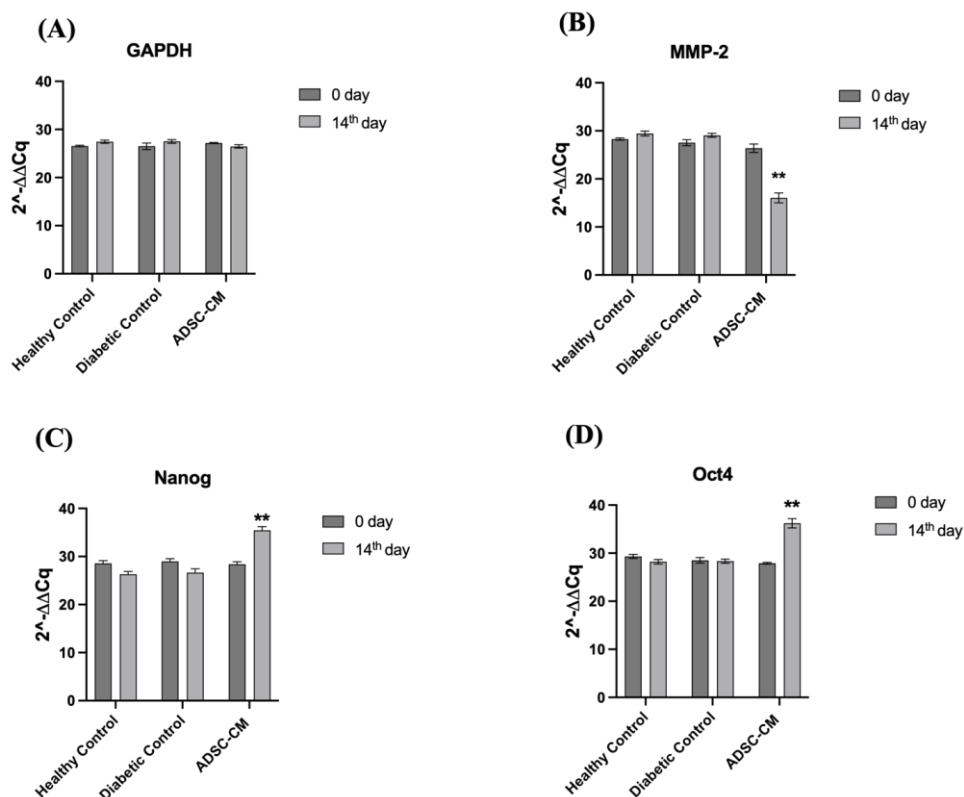 (A)
GAPDH
40
30
20
10
0
2^-ΔΔCq
Healthy Control
Diabetic Control
ADSC-CM
0 day
14th day
(B)
MMP-2
40
30
20
10
0
2^-ΔΔCq
**
Healthy Control
Diabetic Control
ADSC-CM
0 day
14th day
(C)
Nanog
40
30
20
10
0
2^-ΔΔCq
**
Healthy Control
Diabetic Control
ADSC-CM
0 day
14th day
(D)
Oct4
40
30
20
10
0
2^-ΔΔCq
**
Healthy Control
Diabetic Control
ADSC-CM
0 day
14th day